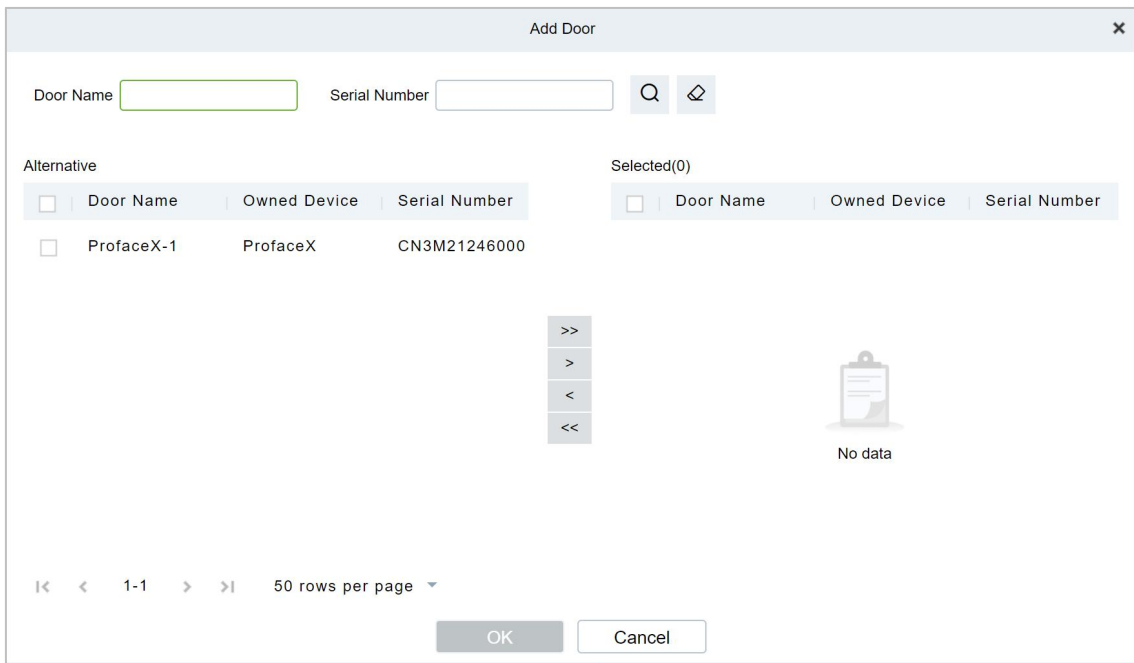 Add Door
Door Name Serial Number
Alternative Selected(0)
Door Name Owned Device Serial Number Door Name Owned Device Serial Number
ProfaceX-1 ProfaceX CN3M21246000
>>
>
<
<<
No data
1-1 50 rows per page
OK Cancel